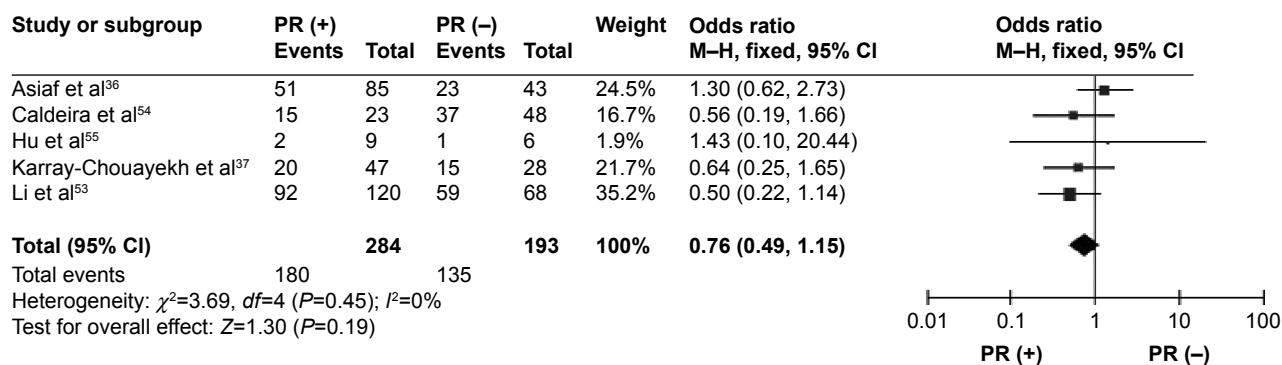 Study or subgroup PR (+) PR (–) Weight Odds ratio Odds ratio
Events Total Events Total M–H, fixed, 95% CI M–H, fixed, 95% CI
Asiaf et al³⁶ 51 85 23 43 24.5% 1.30 (0.62, 2.73)
Caldeira et al⁵⁴ 15 23 37 48 16.7% 0.56 (0.19, 1.66)
Hu et al⁵⁵ 2 9 1 6 1.9% 1.43 (0.10, 20.44)
Karray-Chouayekh et al³⁷ 20 47 15 28 21.7% 0.64 (0.25, 1.65)
Li et al⁵³ 92 120 59 68 35.2% 0.50 (0.22, 1.14)
Total (95% CI) 284 193 100% 0.76 (0.49, 1.15)
Total events 180 135
Heterogeneity: χ²=3.69, df=4 (P=0.45); I²=0%
Test for overall effect: Z=1.30 (P=0.19)
0.01 0.1 1 10 100
PR (+) PR (–)